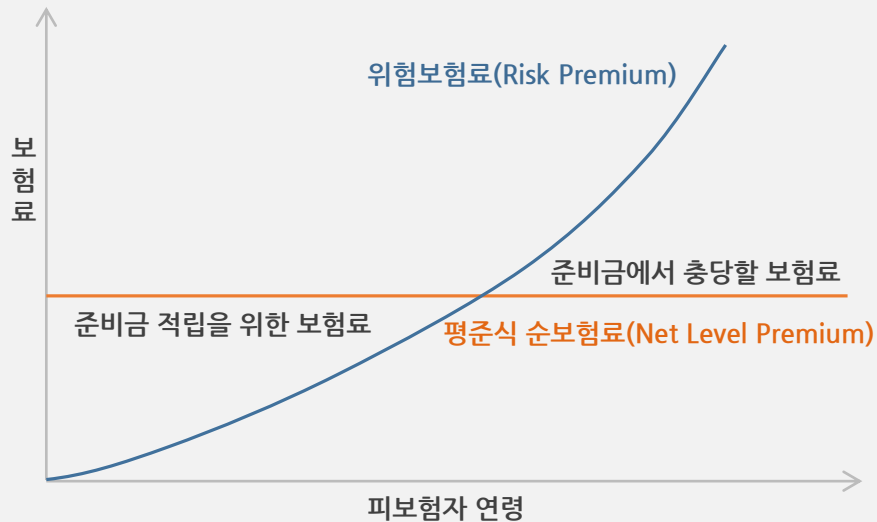 위험보험료(Risk Premium)
보험료
준비금에서 충당할 보험료
준비금 적립을 위한 보험료
평준식 순보험료(Net Level Premium)
피보험자 연령